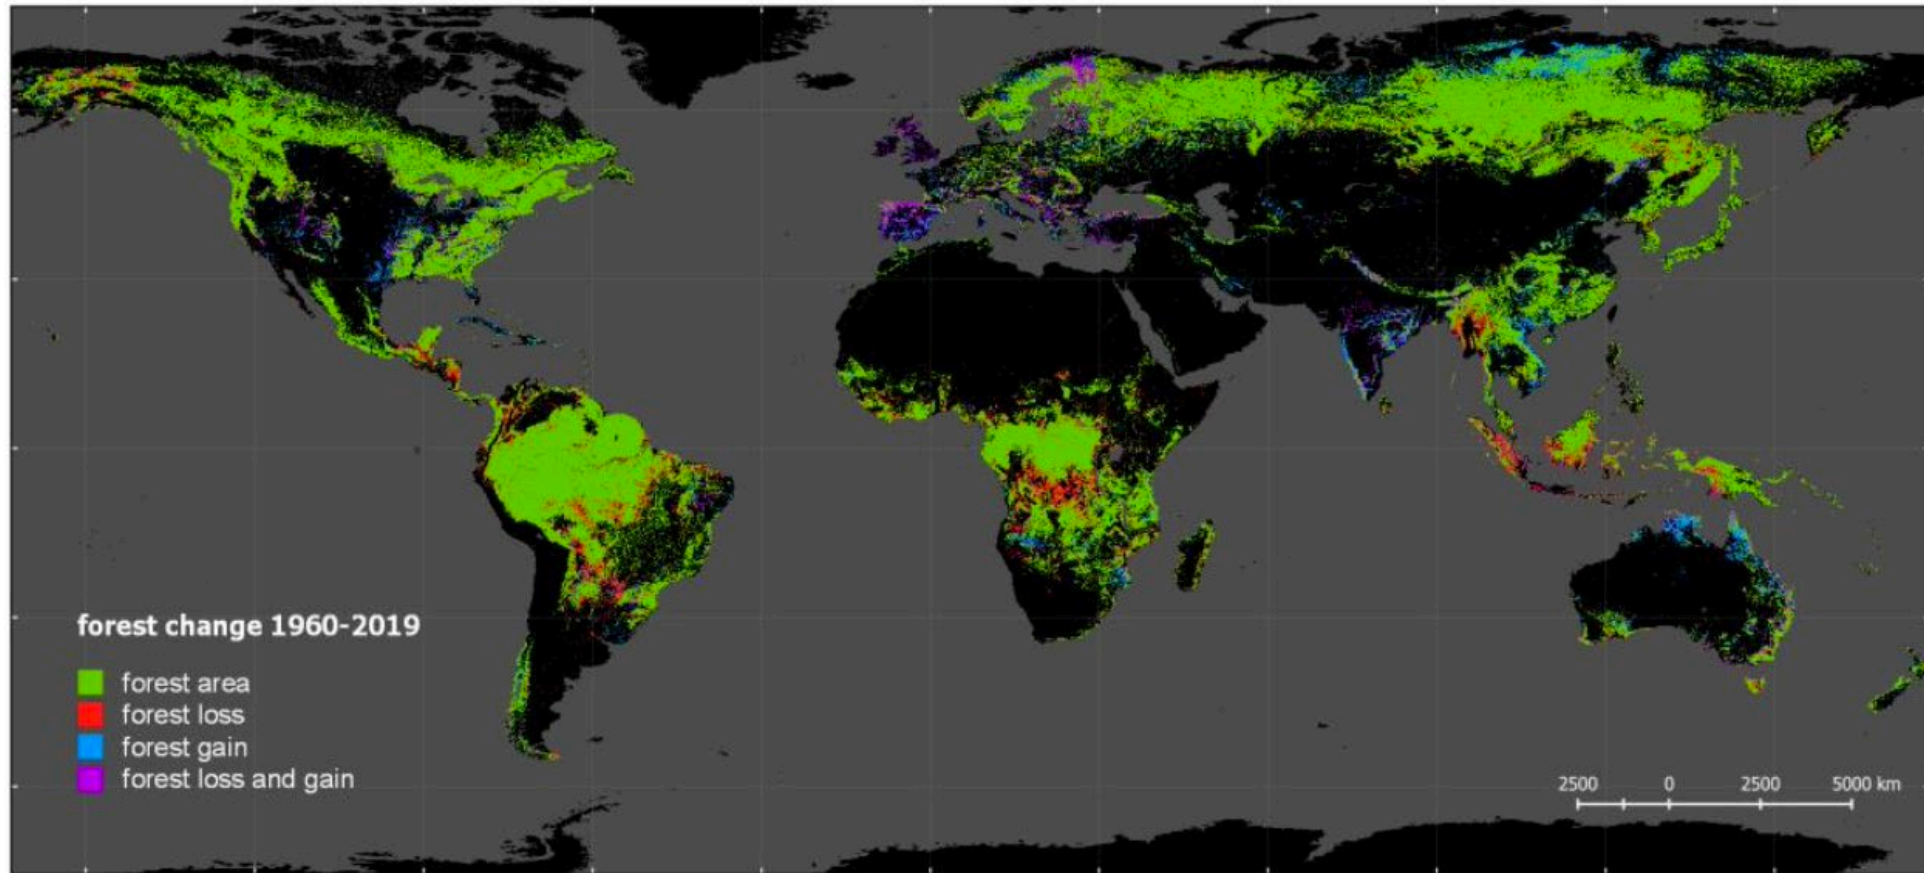 forest change 1960-2019
forest area
forest loss
forest gain
forest loss and gain
2500 0 2500 5000 km